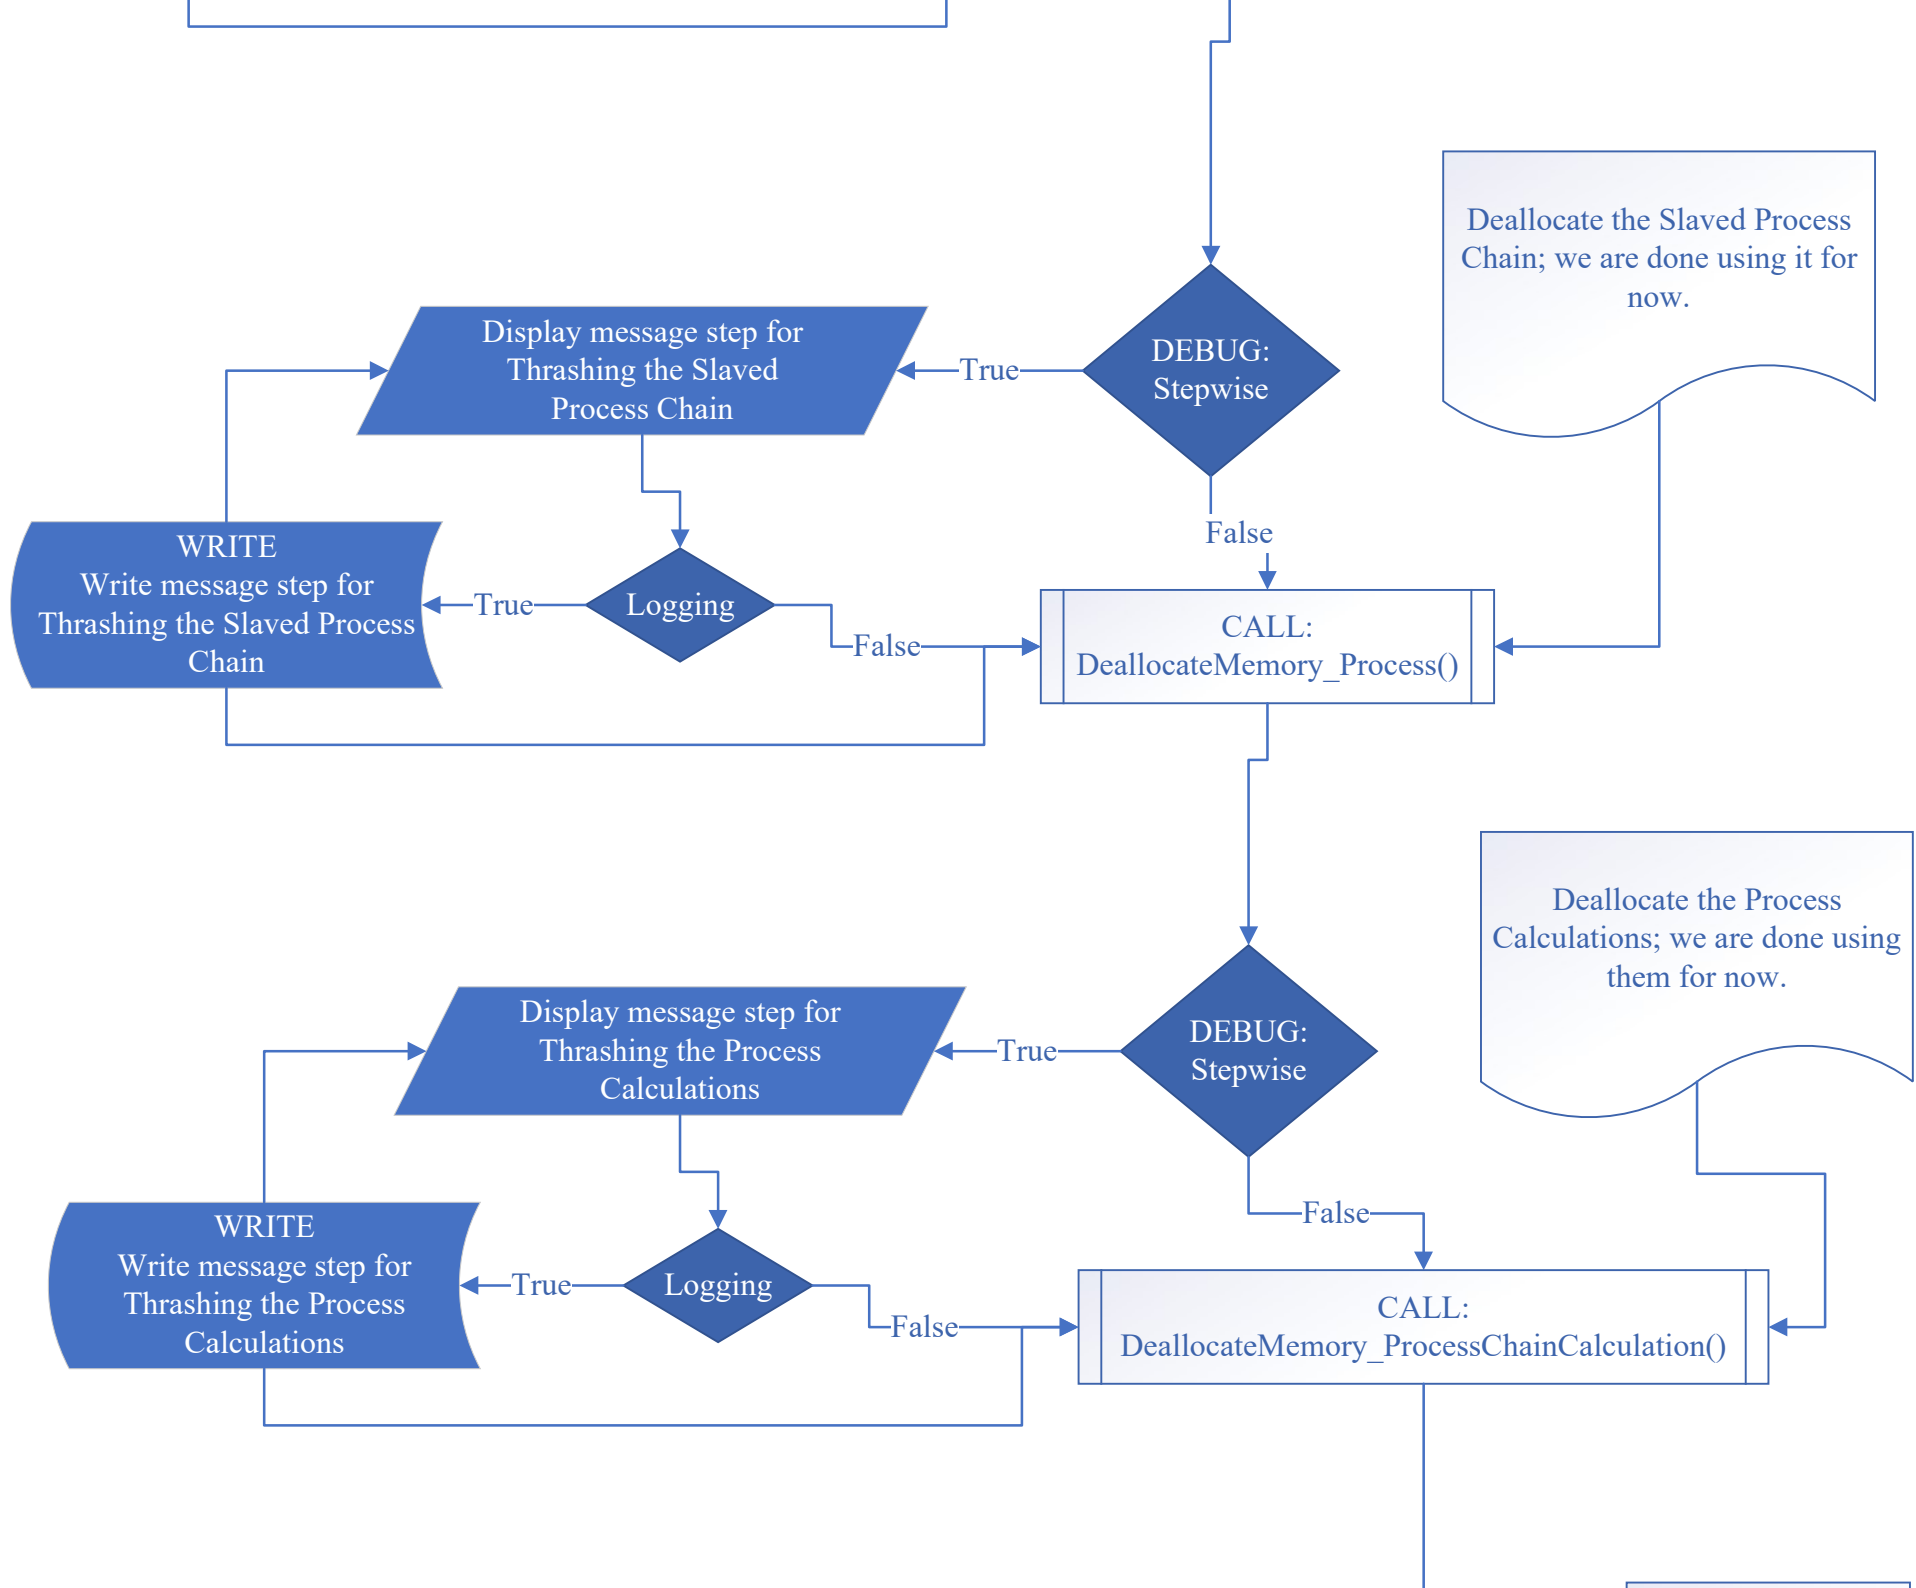 Deallocate the Slaved Process
Chain; we are done using it for
now.
Display message step for
Thrashing the Slaved
Process Chain
True
DEBUG:
Stepwise
False
WRITE
Write message step for
Thrashing the Slaved Process
Chain
True
Logging
False
CALL:
DeallocateMemory_Process()
Deallocate the Process
Calculations; we are done using
them for now.
Display message step for
Thrashing the Process
Calculations
True
DEBUG:
Stepwise
False
WRITE
Write message step for
Thrashing the Process
Calculations
True
Logging
False
CALL:
DeallocateMemory_ProcessChainCalculation()